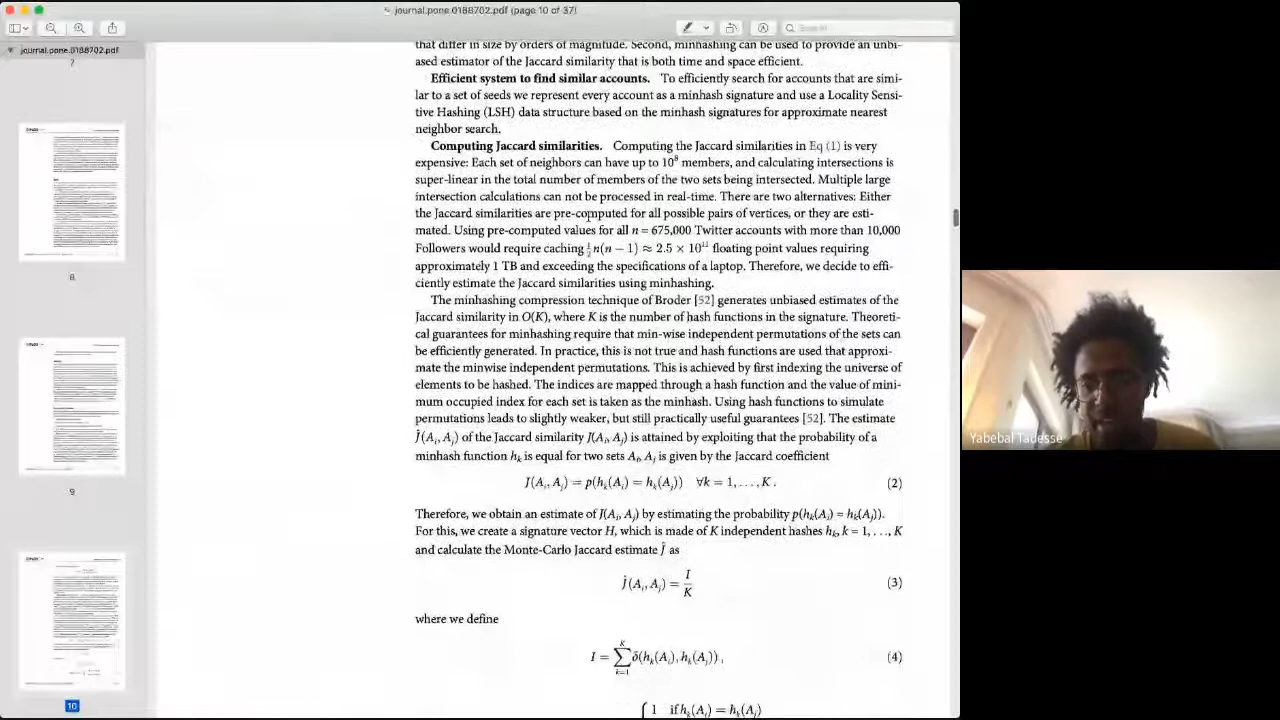 journal.pone.0188702.pdf (page 10 of 37)
Search
journal.pone.0188702.pdf
7
8
9
10
that differ in size by orders of magnitude. Second, minhashing can be used to provide an unbi-
ased estimator of the Jaccard similarity that is both time and space efficient.
Efficient system to find similar accounts. To efficiently search for accounts that are simi-
lar to a set of seeds we represent every account as a minhash signature and use a Locality Sensi-
tive Hashing (LSH) data structure based on the minhash signatures for approximate nearest
neighbor search.
Computing Jaccard similarities. Computing the Jaccard similarities in Eq (1) is very
expensive: Each set of neighbors can have up to 10⁸ members, and calculating intersections is
super-linear in the total number of members of the two sets being intersected. Multiple large
intersection calculations can not be processed in real-time. There are two alternatives: Either
the Jaccard similarities are pre-computed for all possible pairs of vertices, or they are esti-
mated. Using pre-computed values for all n = 675,000 Twitter accounts with more than 10,000
Followers would require caching ½n(n − 1) ≈ 2.5 × 10¹¹ floating point values requiring
approximately 1 TB and exceeding the specifications of a laptop. Therefore, we decide to effi-
ciently estimate the Jaccard similarities using minhashing.
The minhashing compression technique of Broder [52] generates unbiased estimates of the
Jaccard similarity in O(K), where K is the number of hash functions in the signature. Theoreti-
cal guarantees for minhashing require that min-wise independent permutations of the sets can
be efficiently generated. In practice, this is not true and hash functions are used that approxi-
mate the minwise independent permutations. This is achieved by first indexing the universe of
elements to be hashed. The indices are mapped through a hash function and the value of mini-
mum occupied index for each set is taken as the minhash. Using hash functions to simulate
permutations leads to slightly weaker, but still practically useful guarantees [52]. The estimate
Ĵ(Aᵢ, Aⱼ) of the Jaccard similarity J(Aᵢ, Aⱼ) is attained by exploiting that the probability of a
minhash function hₖ is equal for two sets Aᵢ, Aⱼ is given by the Jaccard coefficient
J(Aᵢ, Aⱼ) = p(hₖ(Aᵢ) = hₖ(Aⱼ)) ∀k = 1, . . . , K . (2)
Therefore, we obtain an estimate of J(Aᵢ, Aⱼ) by estimating the probability p(hₖ(Aᵢ) = hₖ(Aⱼ)).
For this, we create a signature vector H, which is made of K independent hashes hₖ, k = 1, . . ., K
and calculate the Monte-Carlo Jaccard estimate Ĵ as
Ĵ(Aᵢ, Aⱼ) = I/K (3)
where we define
I = ∑ₖ₌₁ᴷ δ(hₖ(Aᵢ), hₖ(Aⱼ)) , (4)
{ 1 if hₖ(Aᵢ) = hₖ(Aⱼ)
Yabebal Tadesse